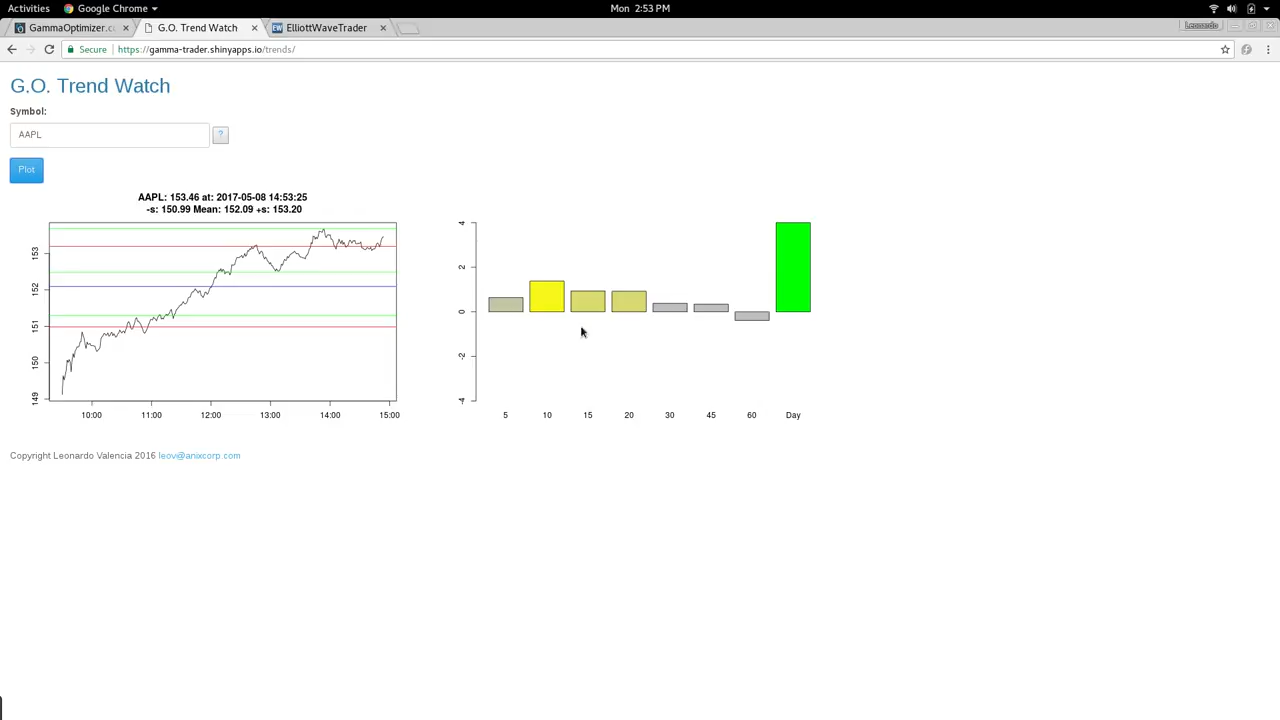 Activities Google Chrome Mon 2:53 PM
GammaOptimizer.c G.O. Trend Watch EW ElliottWaveTrader Leonardo
Secure https://gamma-trader.shinyapps.io/trends/
G.O. Trend Watch
Symbol:
AAPL ?
Plot
AAPL: 153.46 at: 2017-05-08 14:53:25
-s: 150.99 Mean: 152.09 +s: 153.20
153
152
151
150
149
10:00 11:00 12:00 13:00 14:00 15:00
4
2
0
-2
-4
5 10 15 20 30 45 60 Day
Copyright Leonardo Valencia 2016 leov@anixcorp.com